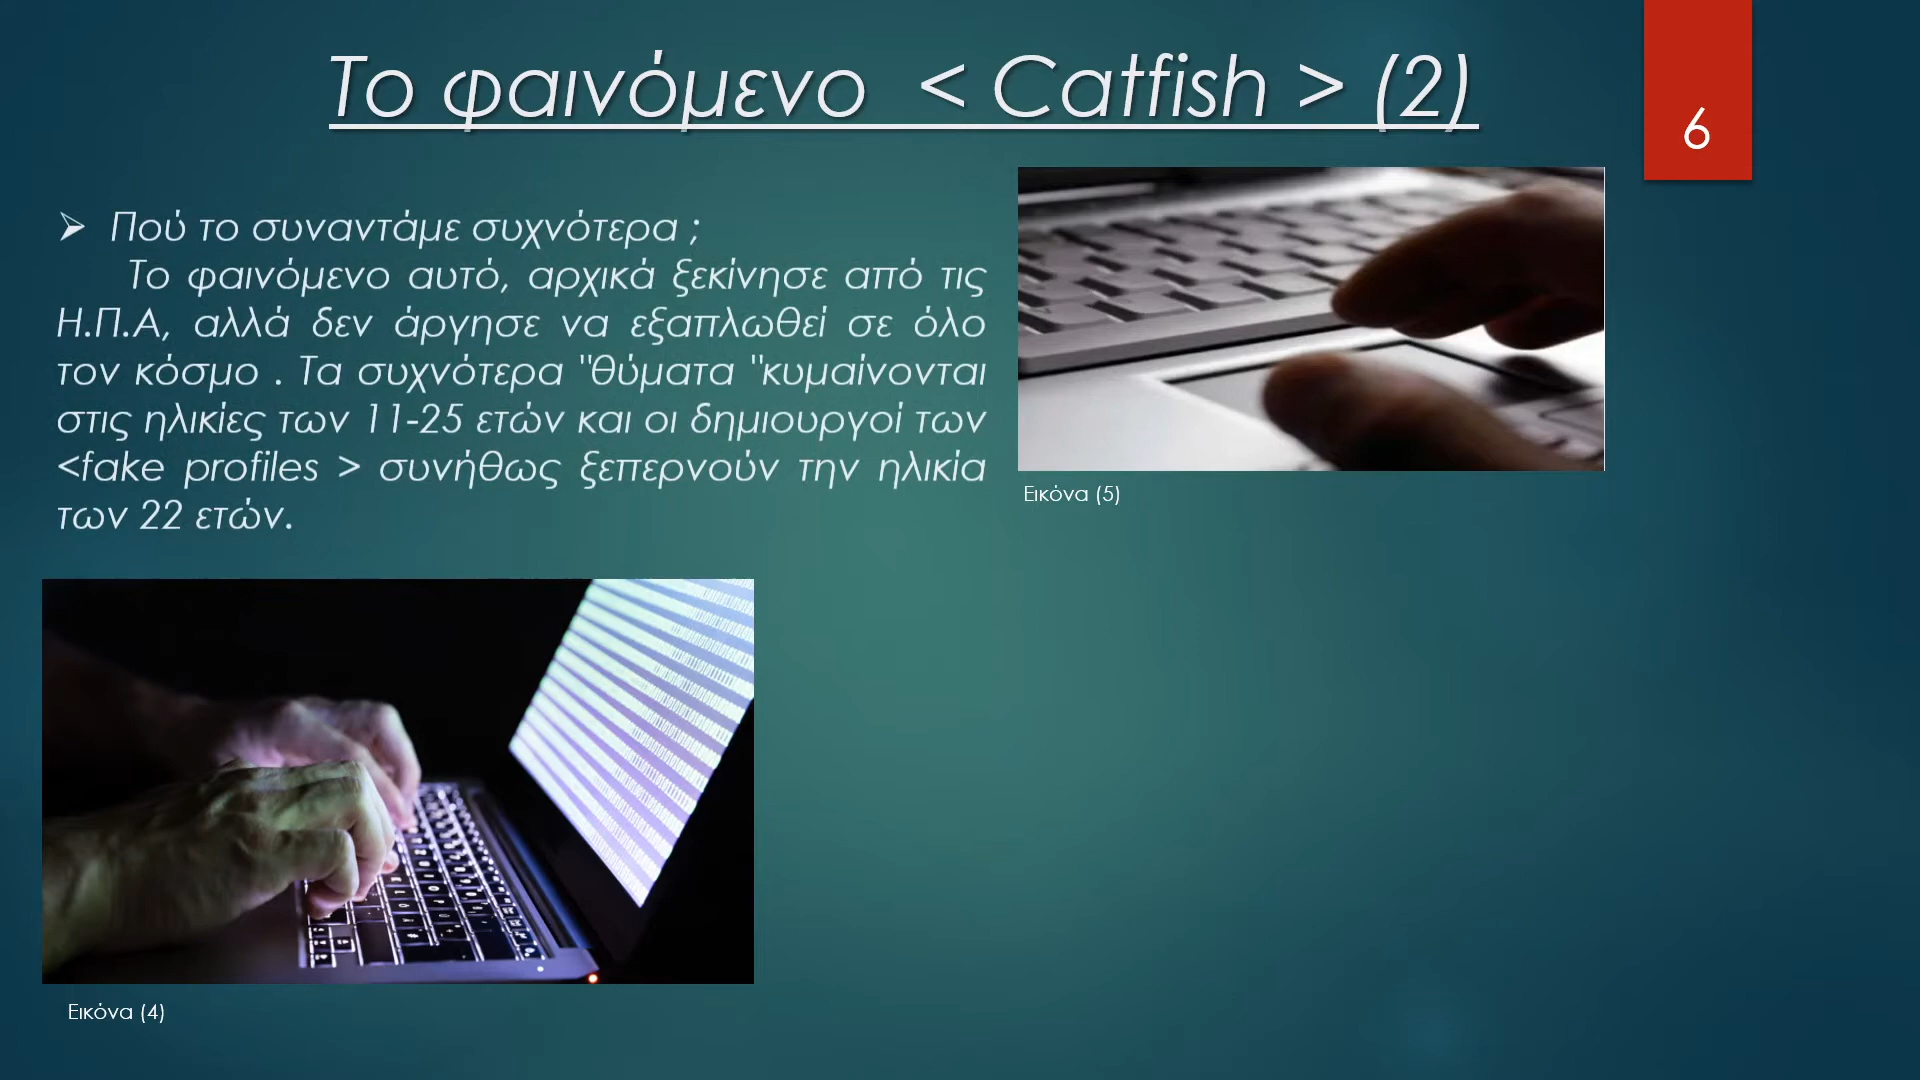 Το φαινόμενο < Catfish > (2)
6
➢ Πού το συναντάμε συχνότερα ;
Το φαινόμενο αυτό, αρχικά ξεκίνησε από τις
Η.Π.Α, αλλά δεν άργησε να εξαπλωθεί σε όλο
τον κόσμο . Τα συχνότερα "θύματα "κυμαίνονται
στις ηλικίες των 11-25 ετών και οι δημιουργοί των
<fake profiles > συνήθως ξεπερνούν την ηλικία
των 22 ετών.
Εικόνα (5)
Εικόνα (4)